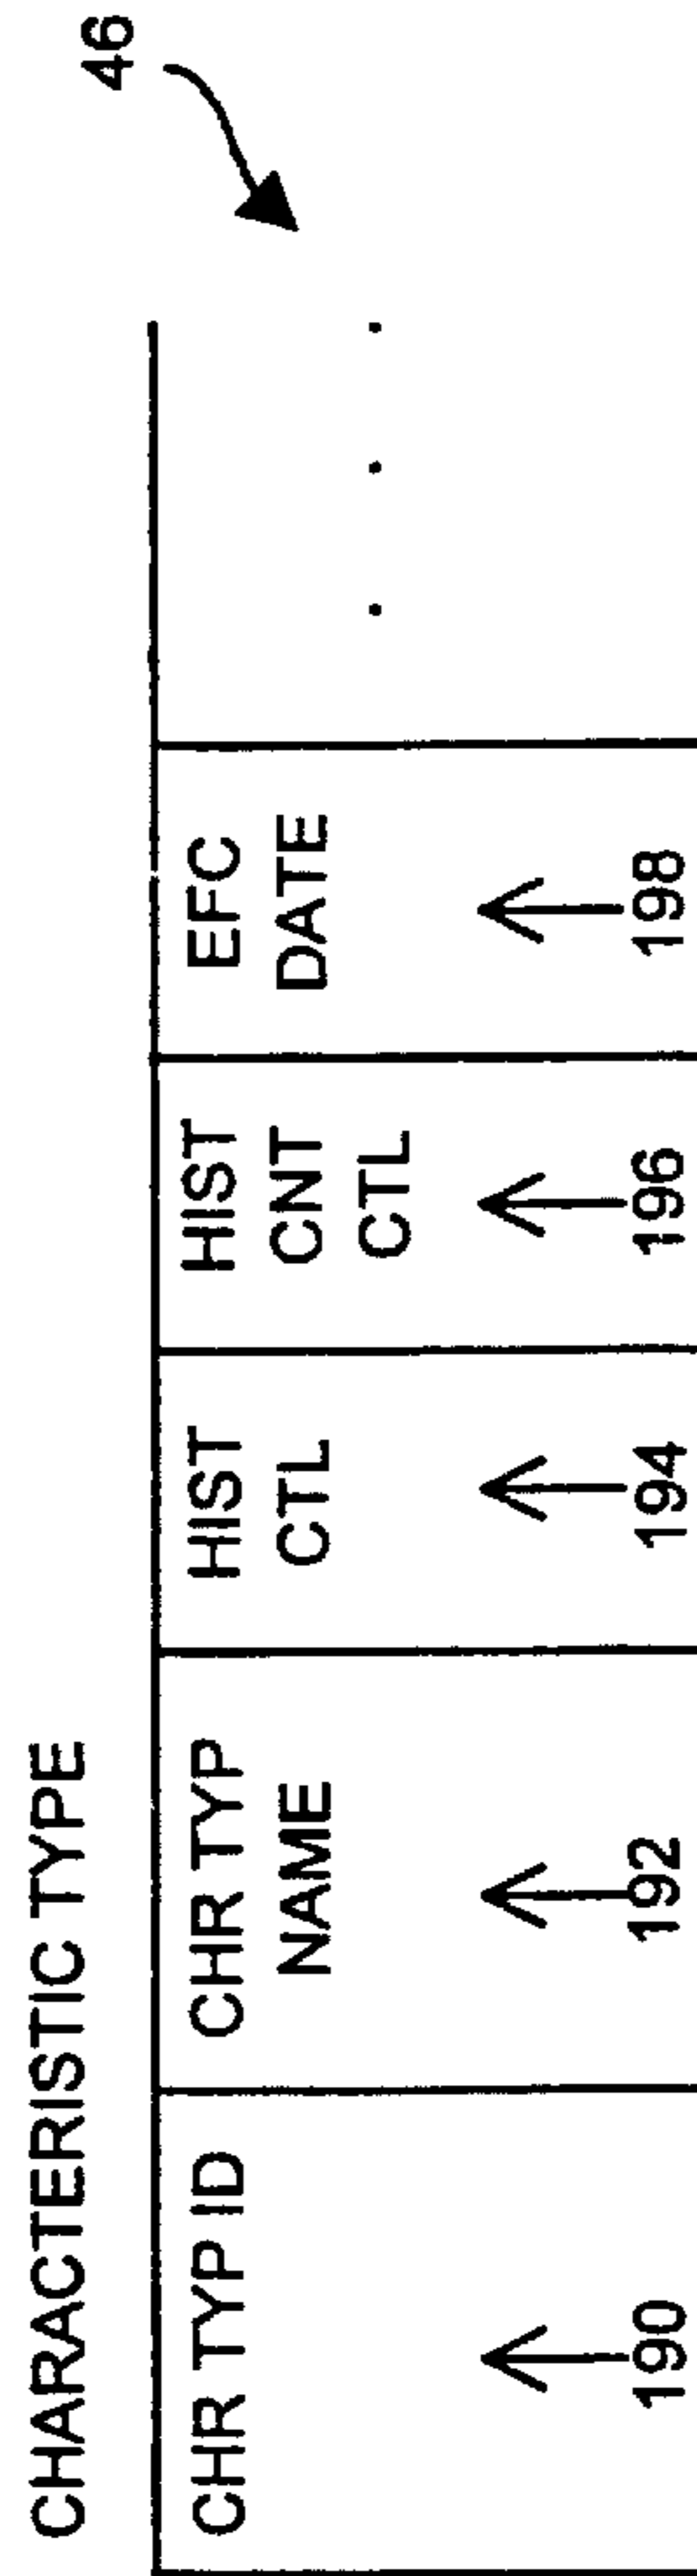 CHARACTERISTIC TYPE
46
CHR TYP ID
CHR TYP
NAME
HIST
CTL
HIST
CNT
CTL
EFC
DATE
. . .
190
192
194
196
198